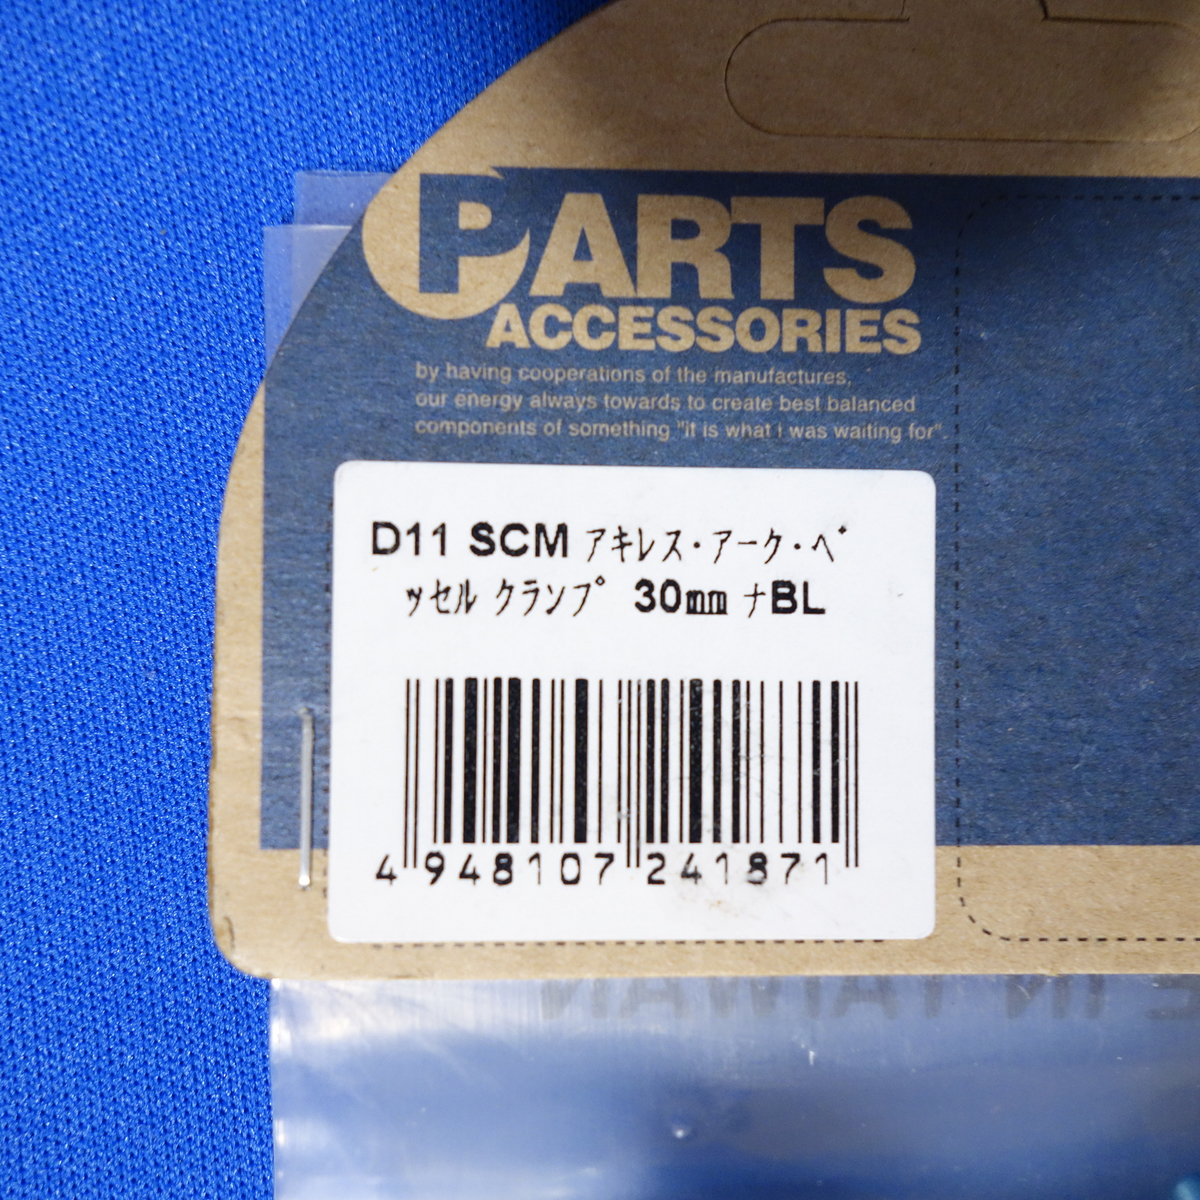 PARTS
ACCESSORIES
by having cooperations of the manufactures,
our energy always towards to create best balanced
components of something "it is what i was waiting for".
D11 SCM アキレス・アーク・ベ
ッセル クランプ 30mm ナBL
4 948107 241871
E IN TAIWAN